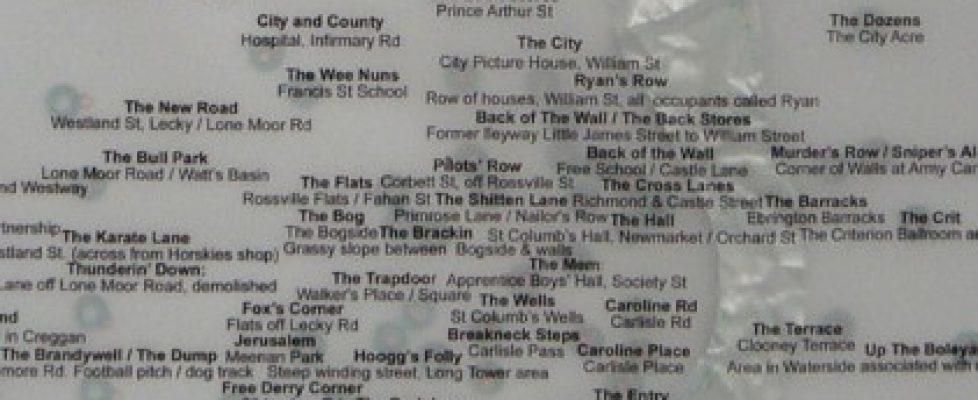 Prince Arthur St
City and County
Hospital, Infirmary Rd
The Dozens
The City Acre
The City
City Picture House, William St
The Wee Nuns
Francis St School
Ryan's Row
Row of houses, William St, all occupants called Ryan
The New Road
Westland St, Lecky / Lone Moor Rd
Back of The Wall / The Back Stores
Former lleyway Little James Street to William Street
The Bull Park
Lone Moor Road / Watt's Basin
Pilots' Row
Corbett St, off Rossville St
Back of the Wall
Free School / Castle Lane
Murder's Row / Sniper's Al
Corner of Walls at Army Car
nd Westway
The Flats
Rossville Flats / Fahan St
The Shitten Lane
Primrose Lane / Nailor's Row
The Cross Lanes
Richmond & Castle Street
The Barracks
Ebrington Barracks
The Crit
The Criterion Ballroom
The Bog
The Bogside
The Brackin
Grassy slope between Bogside & walls
The Hall
St Columb's Hall, Newmarket / Orchard St
tnership
The Karate Lane
stland St. (across from Horskies shop)
Thunderin' Down:
Lane off Lone Moor Road, demolished
The Trapdoor
Walker's Place / Square
The Mem
Apprentice Boys' Hall, Society St
Fox's Corner
Flats off Lecky Rd
The Wells
St Columb's Wells
Caroline Rd
Carlisle Rd
nd
in Creggan
Jerusalem
Meenan Park
Breakneck Steps
Carlisle Pass
Caroline Place
Carlisle Place
The Terrace
Clooney Terrace
Up The Boleya
Area in Waterside associated with
The Brandywell / The Dump
more Rd. Football pitch / dog track
Hoogg's Folly
Steep winding street, Long Tower area
Free Derry Corner
The Entry